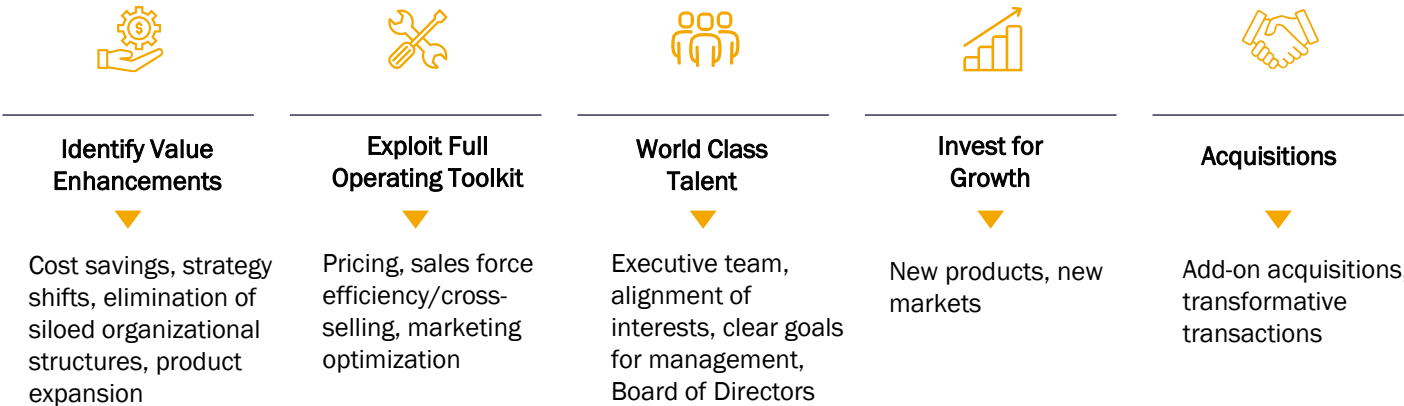 $
Identify Value
Enhancements
Cost savings, strategy
shifts, elimination of
siloed organizational
structures, product
expansion
Exploit Full
Operating Toolkit
Pricing, sales force
efficiency/cross-
selling, marketing
optimization
World Class
Talent
Executive team,
alignment of
interests, clear goals
for management,
Board of Directors
Invest for
Growth
New products, new
markets
Acquisitions
Add-on acquisitions,
transformative
transactions